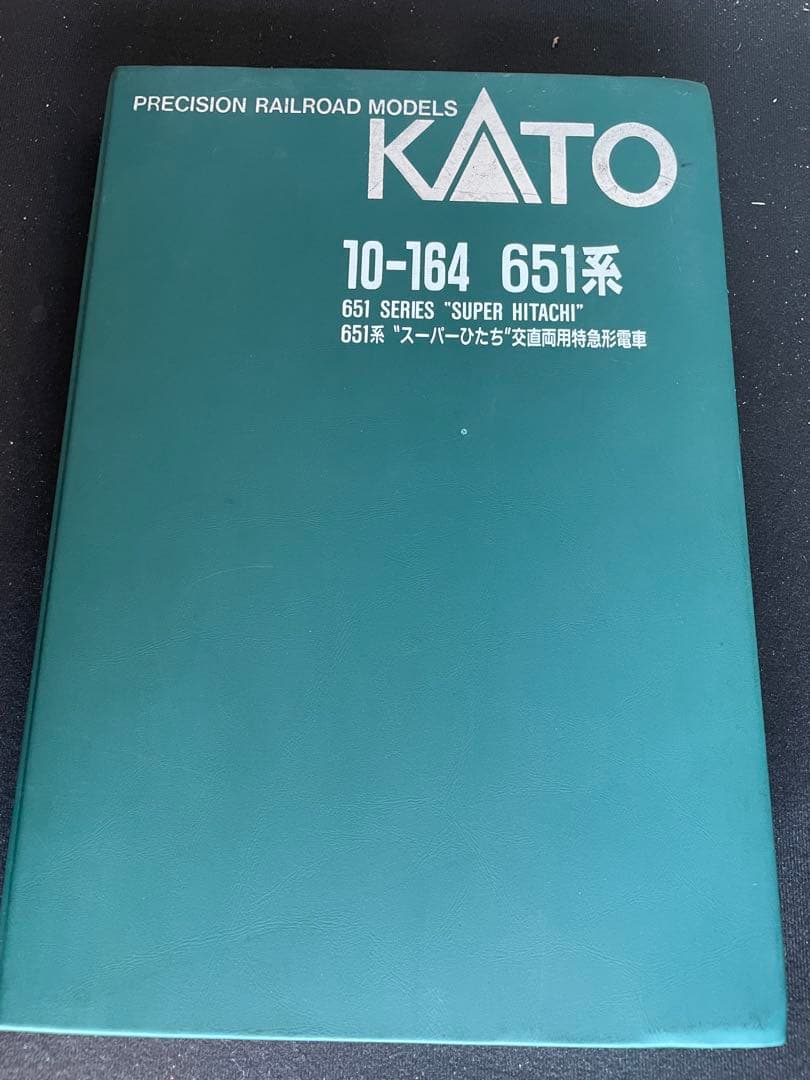 PRECISION RAILROAD MODELS
KATO
10-164 651系
651 SERIES "SUPER HITACHI"
651系 “スーパーひたち”交直両用特急形電車